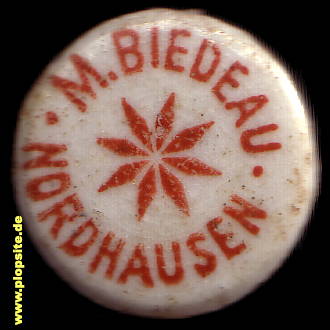 · M. BIEDEAU ·
NORDHAUSEN
www.plopsite.de